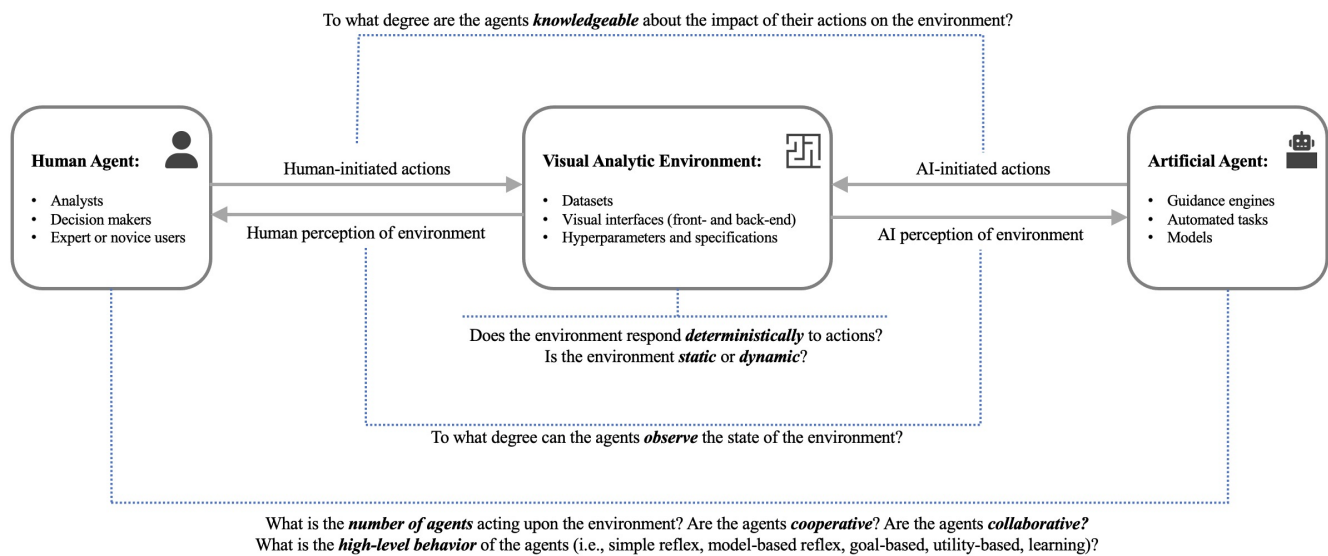 To what degree are the agents knowledgeable about the impact of their actions on the environment?
Human Agent:
• Analysts
• Decision makers
• Expert or novice users
Human-initiated actions
Human perception of environment
Visual Analytic Environment:
• Datasets
• Visual interfaces (front- and back-end)
• Hyperparameters and specifications
AI-initiated actions
AI perception of environment
Artificial Agent:
• Guidance engines
• Automated tasks
• Models
Does the environment respond deterministically to actions?
Is the environment static or dynamic?
To what degree can the agents observe the state of the environment?
What is the number of agents acting upon the environment? Are the agents cooperative? Are the agents collaborative?
What is the high-level behavior of the agents (i.e., simple reflex, model-based reflex, goal-based, utility-based, learning)?